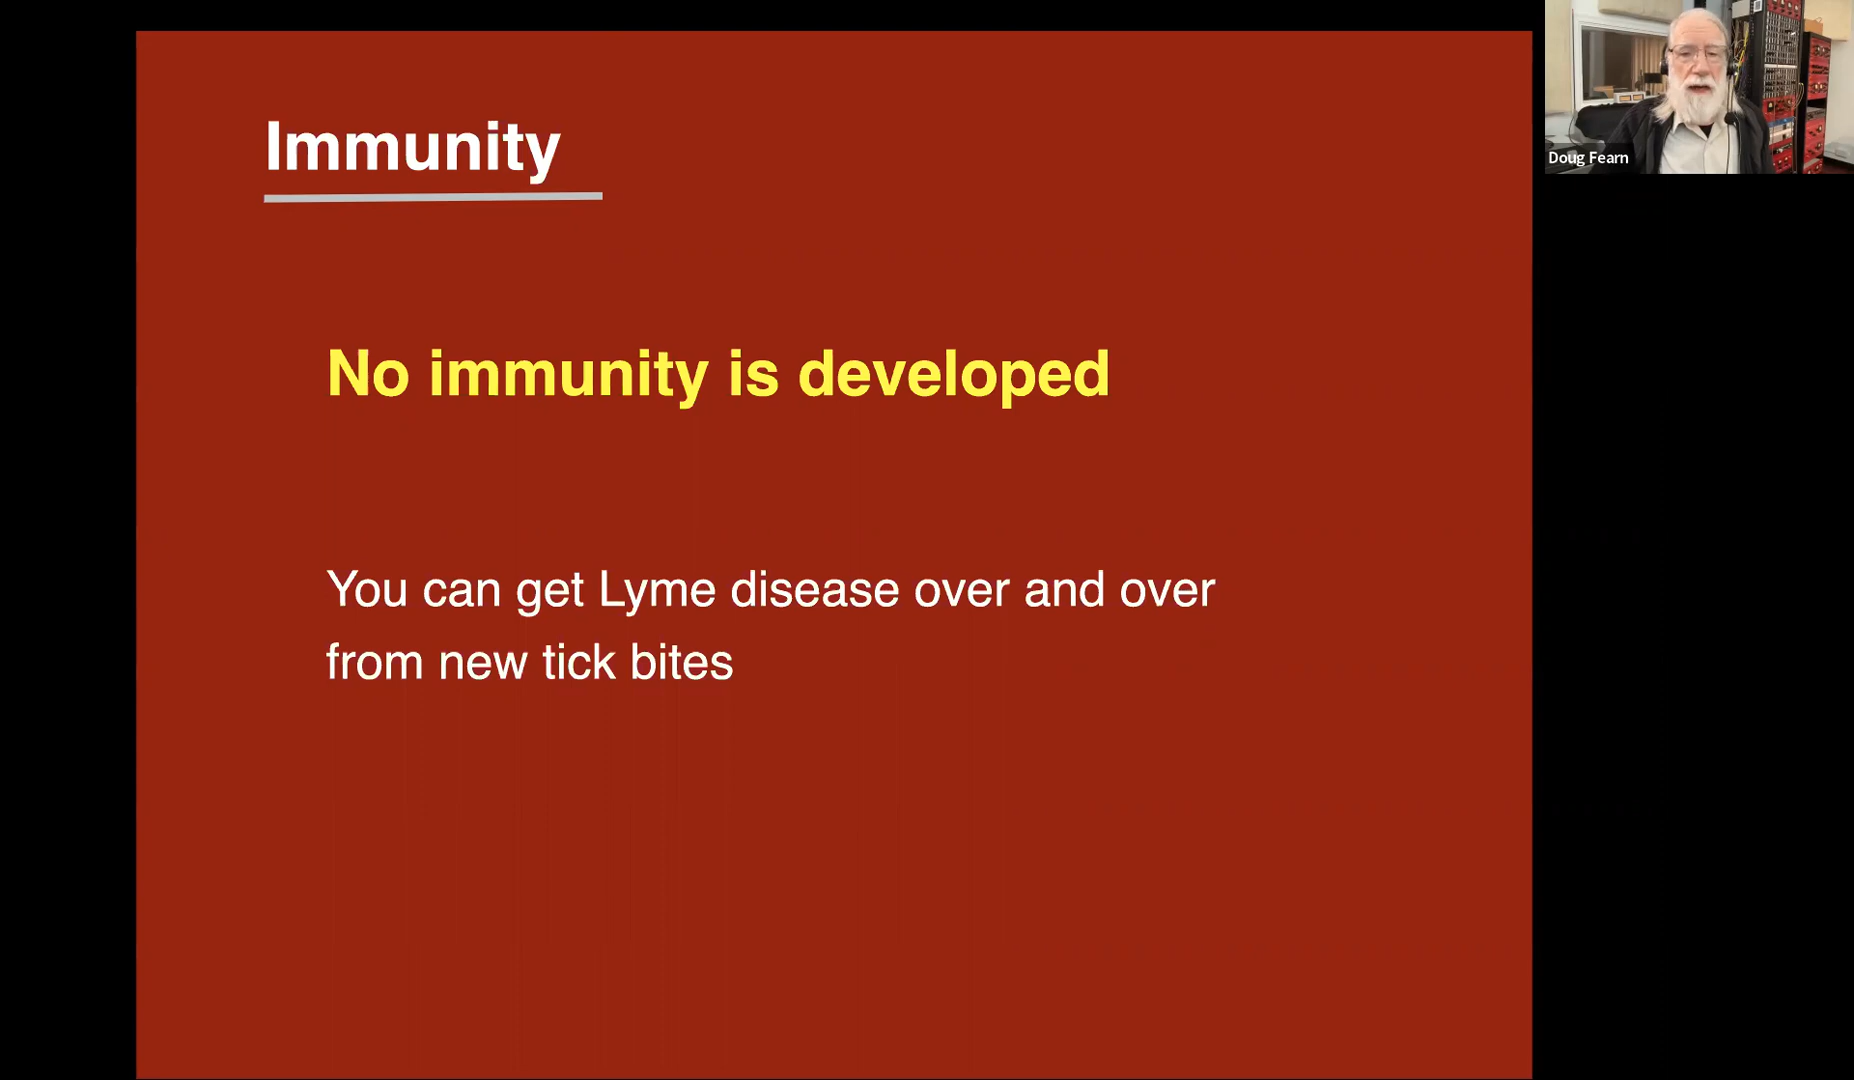 Immunity
No immunity is developed
You can get Lyme disease over and over
from new tick bites
Doug Fearn